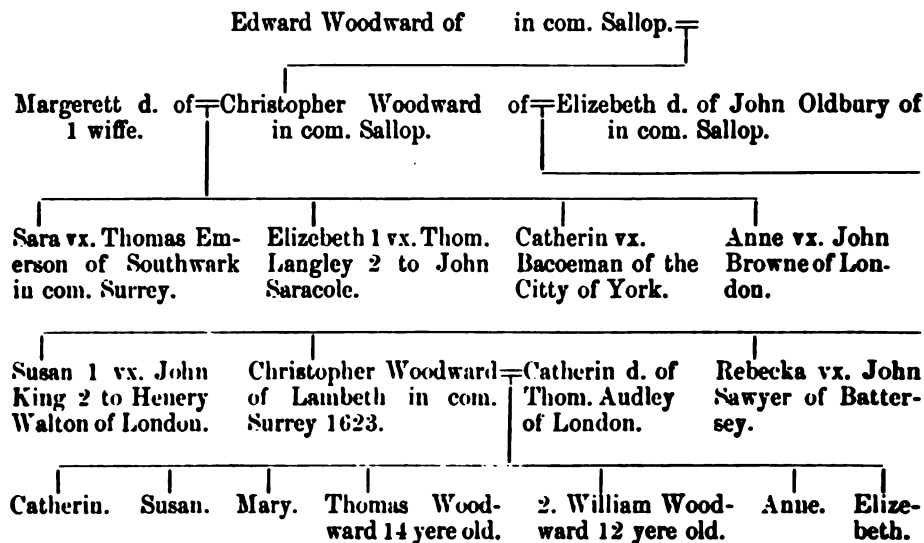 Edward Woodward of in com. Sallop.
Margerett d. of Christopher Woodward of Elizebeth d. of John Oldbury of
1 wiffe. in com. Sallop. in com. Sallop.
Sara vx. Thomas Em-
erson of Southwark
in com. Surrey.
Elizebeth 1 vx. Thom.
Langley 2 to John
Saracole.
Catherin vx.
Bacoeman of the
Citty of York.
Anne vx. John
Browne of Lon-
don.
Susan 1 vx. John
King 2 to Henery
Walton of London.
Christopher Woodward
of Lambeth in com.
Surrey 1623.
Catherin d. of
Thom. Audley
of London.
Rebecka vx. John
Sawyer of Batter-
sey.
Catherin.
Susan.
Mary.
Thomas Wood-
ward 14 yere old.
2. William Wood-
ward 12 yere old.
Anne.
Elize-
beth.